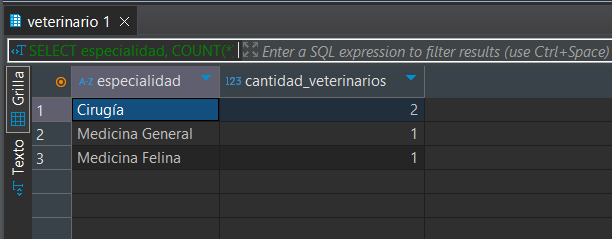 veterinario 1
SELECT especialidad, COUNT(* Enter a SQL expression to filter results (use Ctrl+Space)
Grilla
Texto
A-Z especialidad 123 cantidad_veterinarios
1 Cirugía 2
2 Medicina General 1
3 Medicina Felina 1